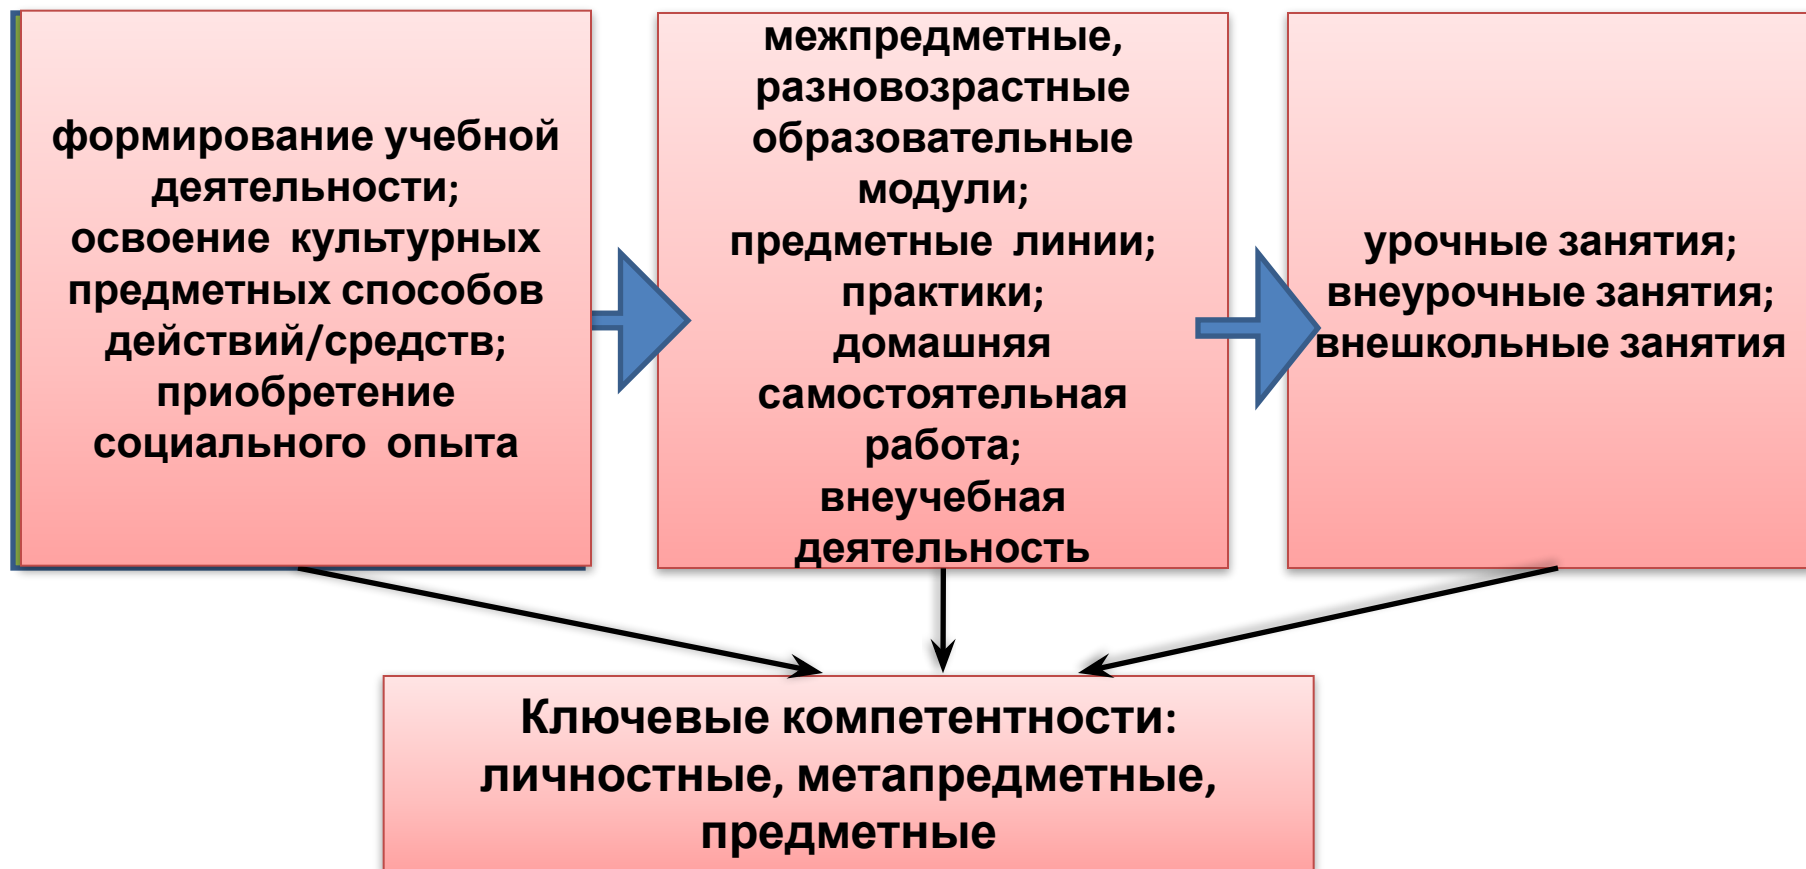 формирование учебной
деятельности;
освоение культурных
предметных способов
действий/средств;
приобретение
социального опыта
межпредметные,
разновозрастные
образовательные
модули;
предметные линии;
практики;
домашняя
самостоятельная
работа;
внеучебная
деятельность
урочные занятия;
внеурочные занятия;
внешкольные занятия
Ключевые компетентности:
личностные, метапредметные,
предметные